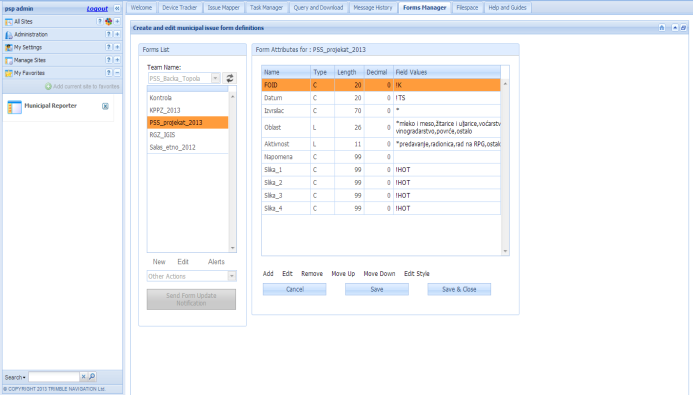 psp admin
Logout
Welcome Device Tracker Issue Mapper Task Manager Query and Download Message History Forms Manager Filespace Help and Guides
All Sites
Administration
My Settings
Manage Sites
My Favorites
Add current site to favorites
Municipal Reporter
Search
© COPYRIGHT 2013 TRIMBLE NAVIGATION Ltd.
Create and edit municipal issue form definitions
Forms List
Team Name:
PSS_Backa_Topola
Kontrola
KPPZ_2013
PSS_projekat_2013
RGZ_IGIS
Salas_etno_2012
New Edit Alerts
Other Actions
Send Form Update
Notification
Form Attributes for : PSS_projekat_2013
Name Type Length Decimal Field Values
FOID C 20 0 !K
Datum C 20 0 !TS
Izvrsilac C 70 0 *
Oblast L 26 0 *mleko i meso,žitarice i uljarice,voćarstv
vinogradarstvo,povrće,ostalo
Aktivnost L 11 0 *predavanje,radionica,rad na RPG,ostalo
Napomena C 99 0
Slika_1 C 99 0 !HOT
Slika_2 C 99 0 !HOT
Slika_3 C 99 0 !HOT
Slika_4 C 99 0 !HOT
Add Edit Remove Move Up Move Down Edit Style
Cancel Save Save & Close